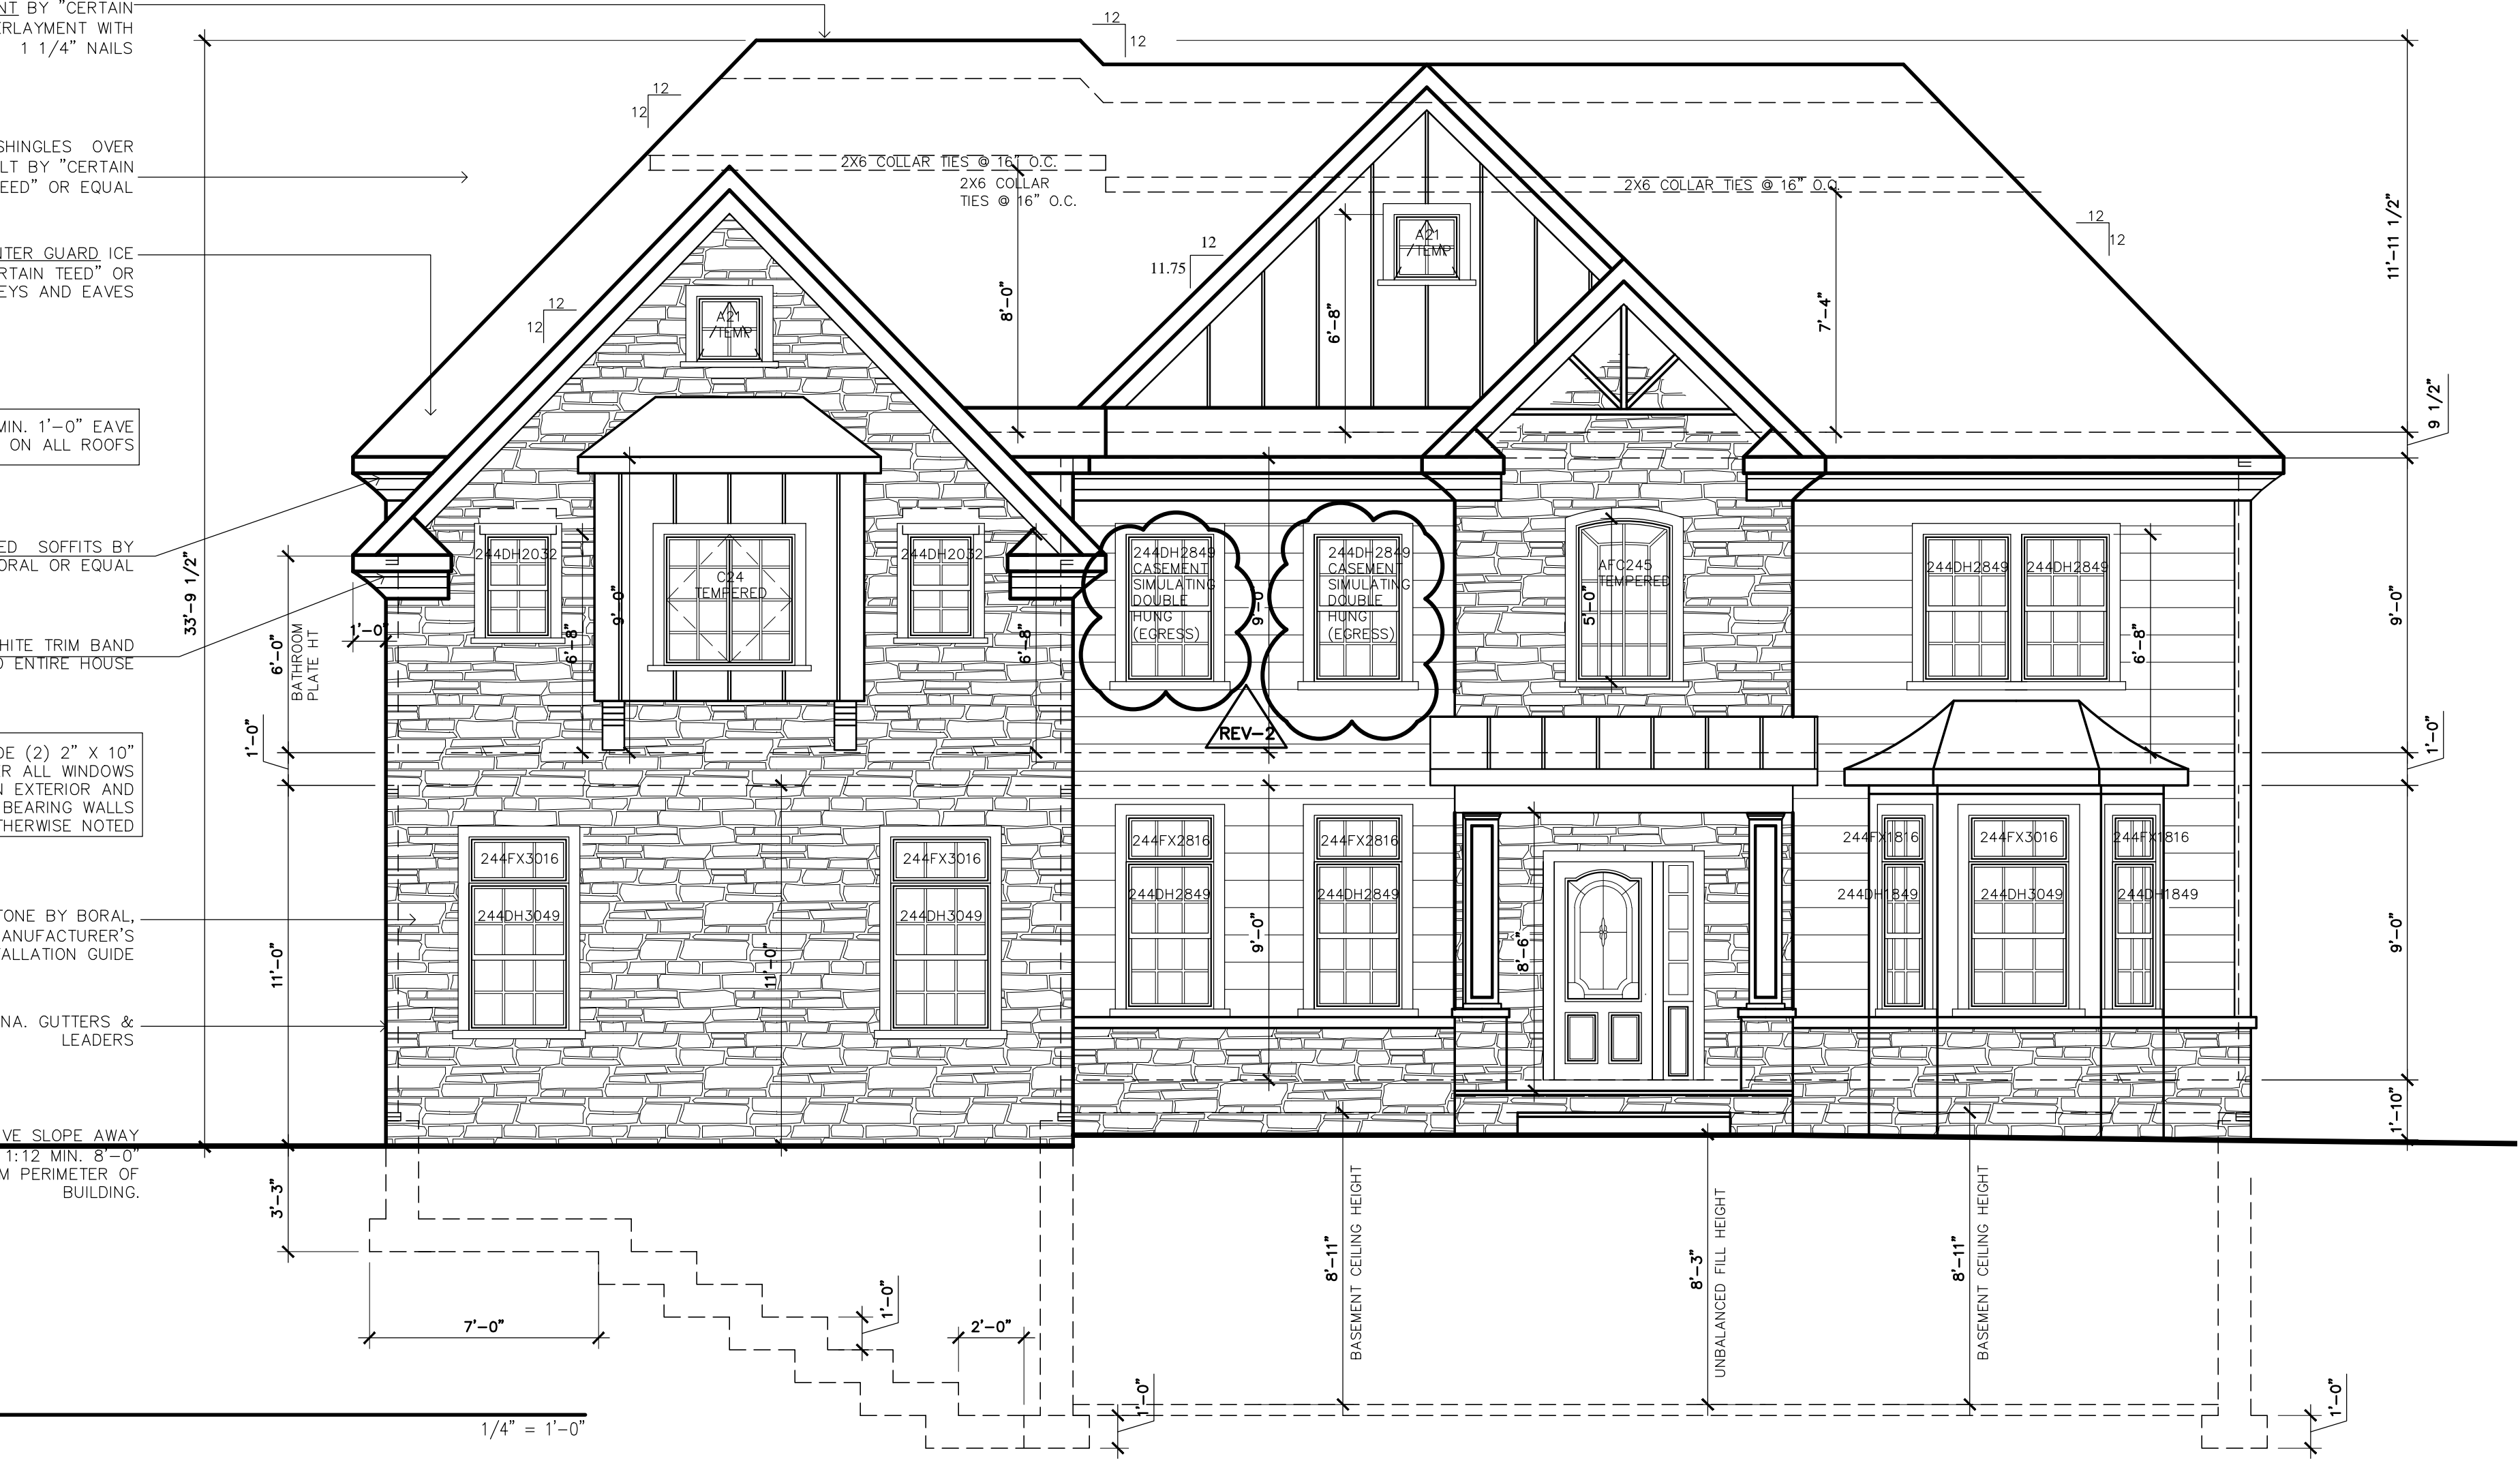 NT BY "CERTAIN
ERLAYMENT WITH
1 1/4" NAILS
SHINGLES OVER
LT BY "CERTAIN
EED" OR EQUAL
NTER GUARD ICE
RTAIN TEED" OR
EYS AND EAVES
MIN. 1'-0" EAVE
ON ALL ROOFS
ED SOFFITS BY
ORAL OR EQUAL
HITE TRIM BAND
D ENTIRE HOUSE
DE (2) 2" X 10"
ER ALL WINDOWS
N EXTERIOR AND
BEARING WALLS
THERWISE NOTED
TONE BY BORAL,
ANUFACTURER'S
TALLATION GUIDE
NA. GUTTERS &
LEADERS
VE SLOPE AWAY
1:12 MIN. 8'-0"
M PERIMETER OF
BUILDING.
1/4" = 1'-0"
33'-9 1/2"
6'-0"
BATHROOM
PLATE HT
1'-0"
1'-0"
11'-0"
3'-3"
7'-0"
1'-0"
2'-0"
1'-0"
12
12
12
12
12
12
12
11.75
12
12
2X6 COLLAR TIES @ 16" O.C.
2X6 COLLAR
TIES @ 16" O.C.
2X6 COLLAR TIES @ 16" O.C.
8'-0"
6'-8"
7'-4"
A21
/TEMP
A21
/TEMP
244DH2032
C24
TEMPERED
244DH2032
9'-0"
6'-8"
6'-8"
244DH2849
CASEMENT
SIMULATING
DOUBLE
HUNG
(EGRESS)
244DH2849
CASEMENT
SIMULATING
DOUBLE
HUNG
(EGRESS)
9'-0
REV-2
AFC245
TEMPERED
5'-0"
244DH2849
244DH2849
6'-8"
244FX3016
244DH3049
11'-0"
244FX3016
244DH3049
244FX2816
244DH2849
244FX2816
244DH2849
9'-0"
8'-6"
244FX1816
244FX3016
244FX1816
244DH1849
244DH3049
244DH1849
8'-11"
BASEMENT CEILING HEIGHT
8'-3"
UNBALANCED FILL HEIGHT
8'-11"
BASEMENT CEILING HEIGHT
11'-11 1/2"
9 1/2"
9'-0"
1'-0"
9'-0"
1'-10"
1'-0"